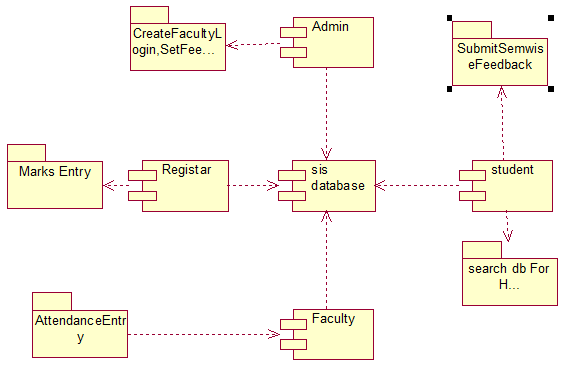 Admin
CreateFacultyL
ogin,SetFee...
SubmitSemwis
eFeedback
Marks Entry
Registar
sis
database
student
search db For
H...
AttendanceEntr
y
Faculty